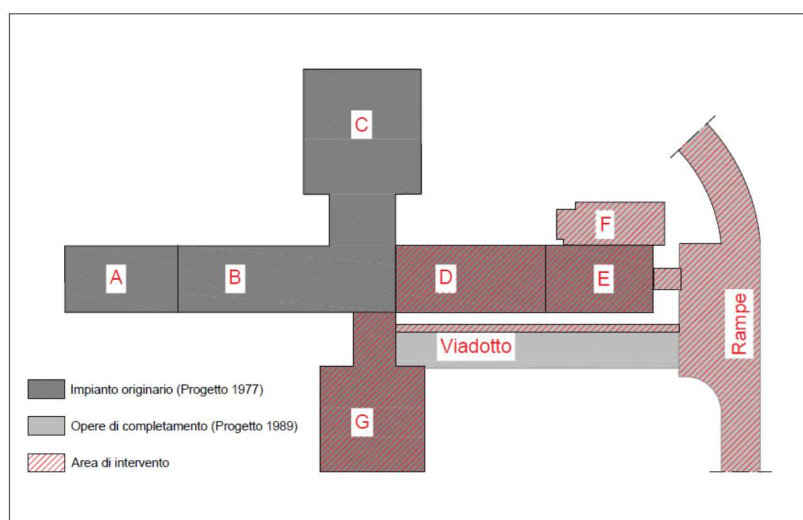 C
F
A
B
D
E
Rampe
Viadotto
G
Impianto originario (Progetto 1977)
Opere di completamento (Progetto 1989)
Area di intervento